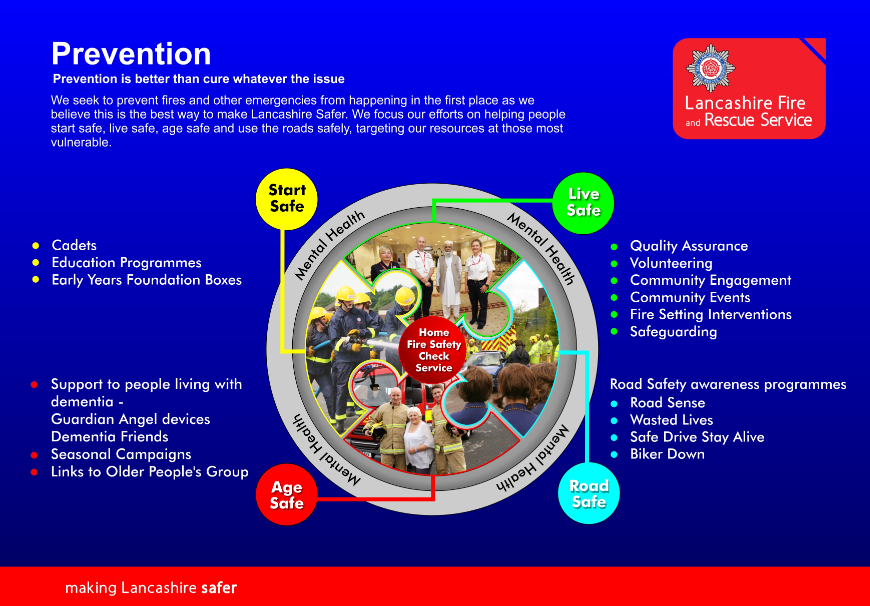 Prevention
Prevention is better than cure whatever the issue
We seek to prevent fires and other emergencies from happening in the first place as we
believe this is the best way to make Lancashire Safer. We focus our efforts on helping people
start safe, live safe, age safe and use the roads safely, targeting our resources at those most
vulnerable.
Lancashire Fire
and Rescue Service
Start
Safe
Live
Safe
Mental Health
Mental Health
Cadets
Education Programmes
Early Years Foundation Boxes
Quality Assurance
Volunteering
Community Engagement
Community Events
Fire Setting Interventions
Safeguarding
Home
Fire Safety
Check
Service
Support to people living with
dementia -
Guardian Angel devices
Dementia Friends
Seasonal Campaigns
Links to Older People's Group
Road Safety awareness programmes
Road Sense
Wasted Lives
Safe Drive Stay Alive
Biker Down
Mental Health
Mental Health
Age
Safe
Road
Safe
making Lancashire safer